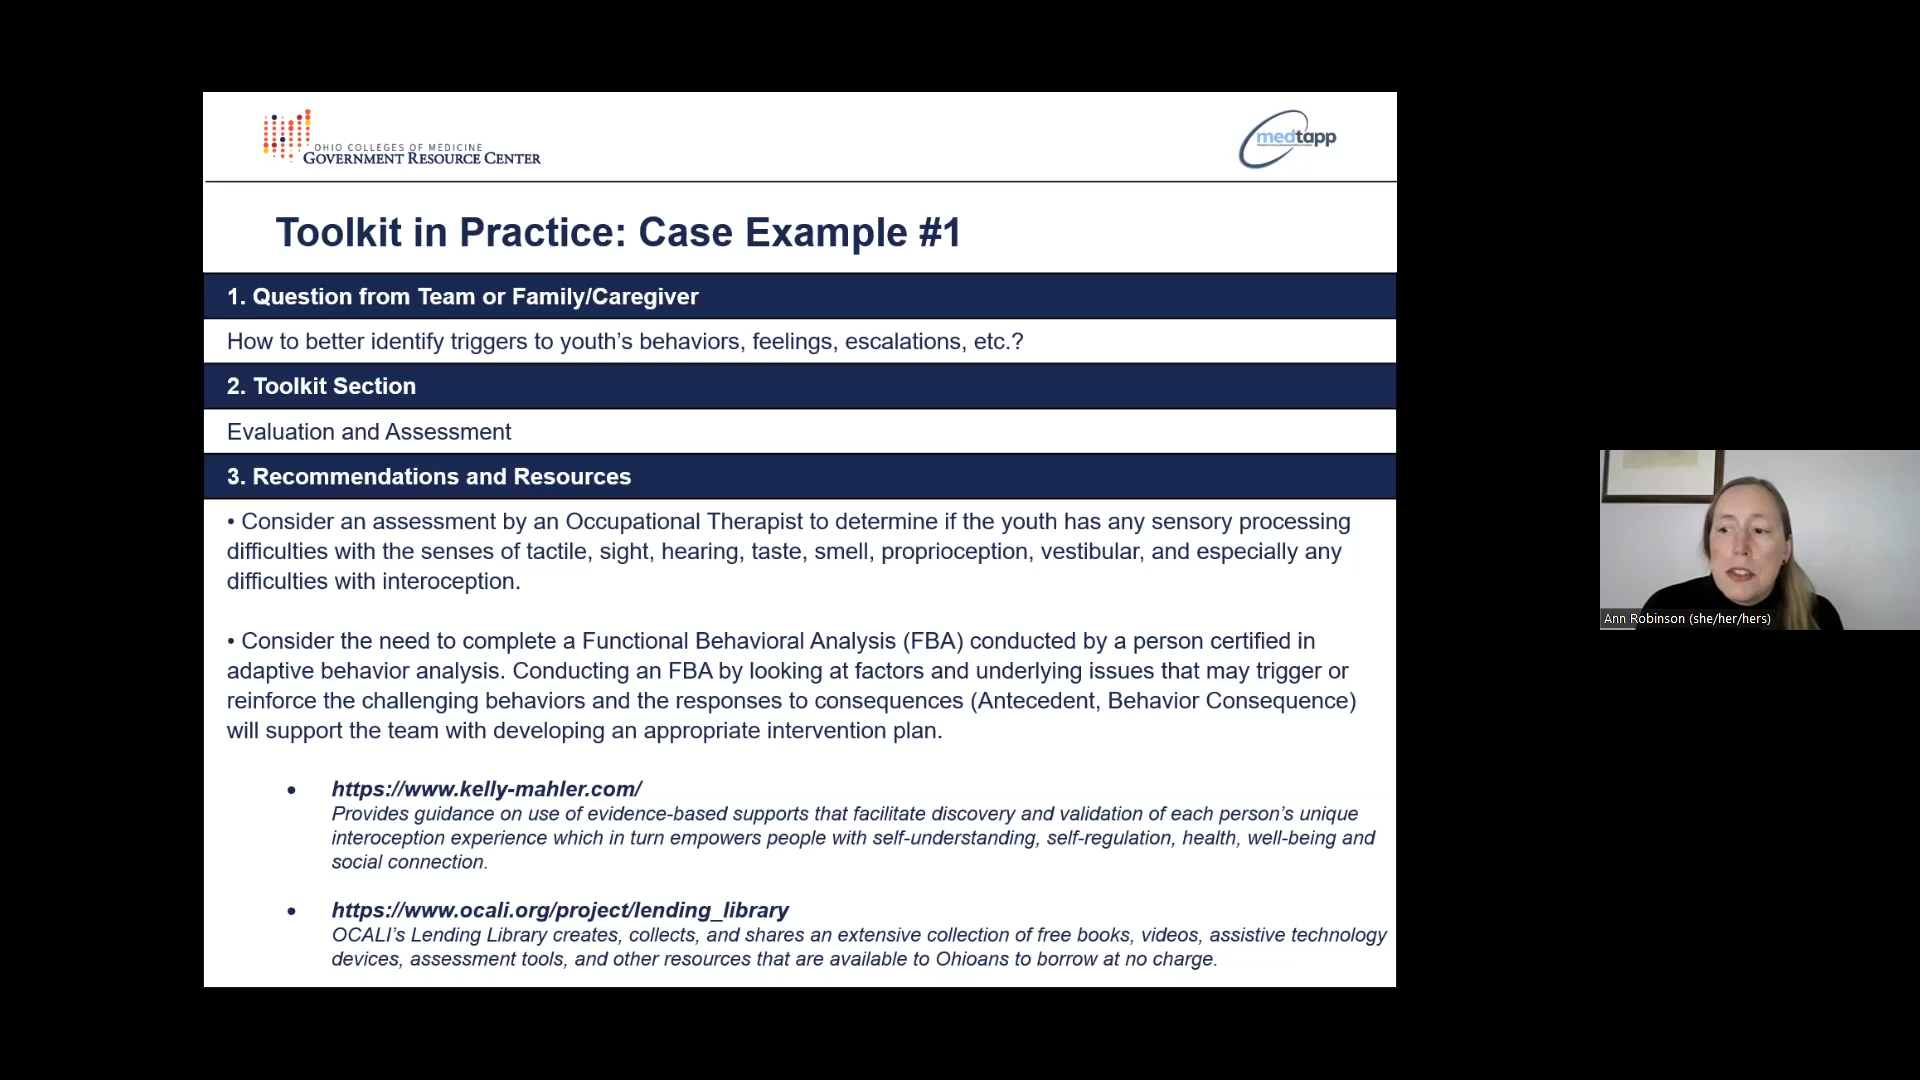 OHIO COLLEGES OF MEDICINE
GOVERNMENT RESOURCE CENTER
medtapp
Toolkit in Practice: Case Example #1
1. Question from Team or Family/Caregiver
How to better identify triggers to youth’s behaviors, feelings, escalations, etc.?
2. Toolkit Section
Evaluation and Assessment
3. Recommendations and Resources
• Consider an assessment by an Occupational Therapist to determine if the youth has any sensory processing
difficulties with the senses of tactile, sight, hearing, taste, smell, proprioception, vestibular, and especially any
difficulties with interoception.
• Consider the need to complete a Functional Behavioral Analysis (FBA) conducted by a person certified in
adaptive behavior analysis. Conducting an FBA by looking at factors and underlying issues that may trigger or
reinforce the challenging behaviors and the responses to consequences (Antecedent, Behavior Consequence)
will support the team with developing an appropriate intervention plan.
• https://www.kelly-mahler.com/
Provides guidance on use of evidence-based supports that facilitate discovery and validation of each person’s unique
interoception experience which in turn empowers people with self-understanding, self-regulation, health, well-being and
social connection.
• https://www.ocali.org/project/lending_library
OCALI’s Lending Library creates, collects, and shares an extensive collection of free books, videos, assistive technology
devices, assessment tools, and other resources that are available to Ohioans to borrow at no charge.
Ann Robinson (she/her/hers)